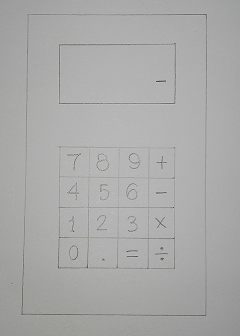 -
7 8 9 +
4 5 6 -
1 2 3 ×
0 . = ÷